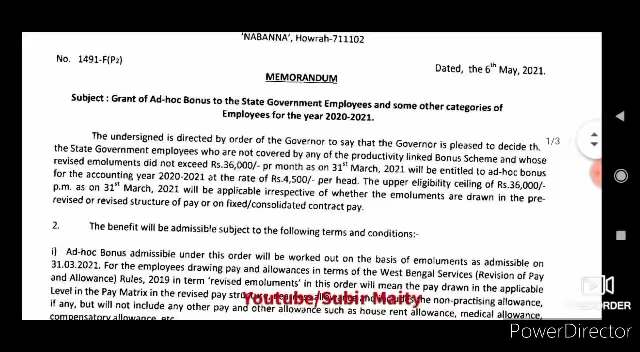 'NABANNA', Howrah-711102
No. 1491-F(P2)
Dated, the 6th May, 2021.
MEMORANDUM
Subject : Grant of Ad-hoc Bonus to the State Government Employees and some other categories of
Employees for the year 2020-2021.
1/3
The undersigned is directed by order of the Governor to say that the Governor is pleased to decide th
the State Government employees who are not covered by any of the productivity linked Bonus Scheme and whose
revised emoluments did not exceed Rs.36,000/- pr month as on 31st March, 2021 will be entitled to ad-hoc bonus
for the accounting year 2020-2021 at the rate of Rs.4,500/- per head. The upper eligibility ceiling of Rs.36,000/-
p.m. as on 31st March, 2021 will be applicable irrespective of whether the emoluments are drawn in the pre-
revised or revised structure of pay or on fixed/consolidated contract pay.
2. The benefit will be admissible subject to the following terms and conditions:-
i) Ad-hoc Bonus admissible under this order will be worked out on the basis of emoluments as admissible on
31.03.2021. For the employees drawing pay and allowances in terms of the West Bengal Services (Revision of Pay
and Allowance) Rules, 2019 in term 'revised emoluments' in this order will mean the pay drawn in the applicable
Level in the Pay Matrix in the revised pay the non-practising allowance,
Youtube/Subir Maity
if any, but will not include any other pay and other allowance such as house rent allowance, medical allowance,
compensatory allowance, etc.
ORDER
PowerDirector